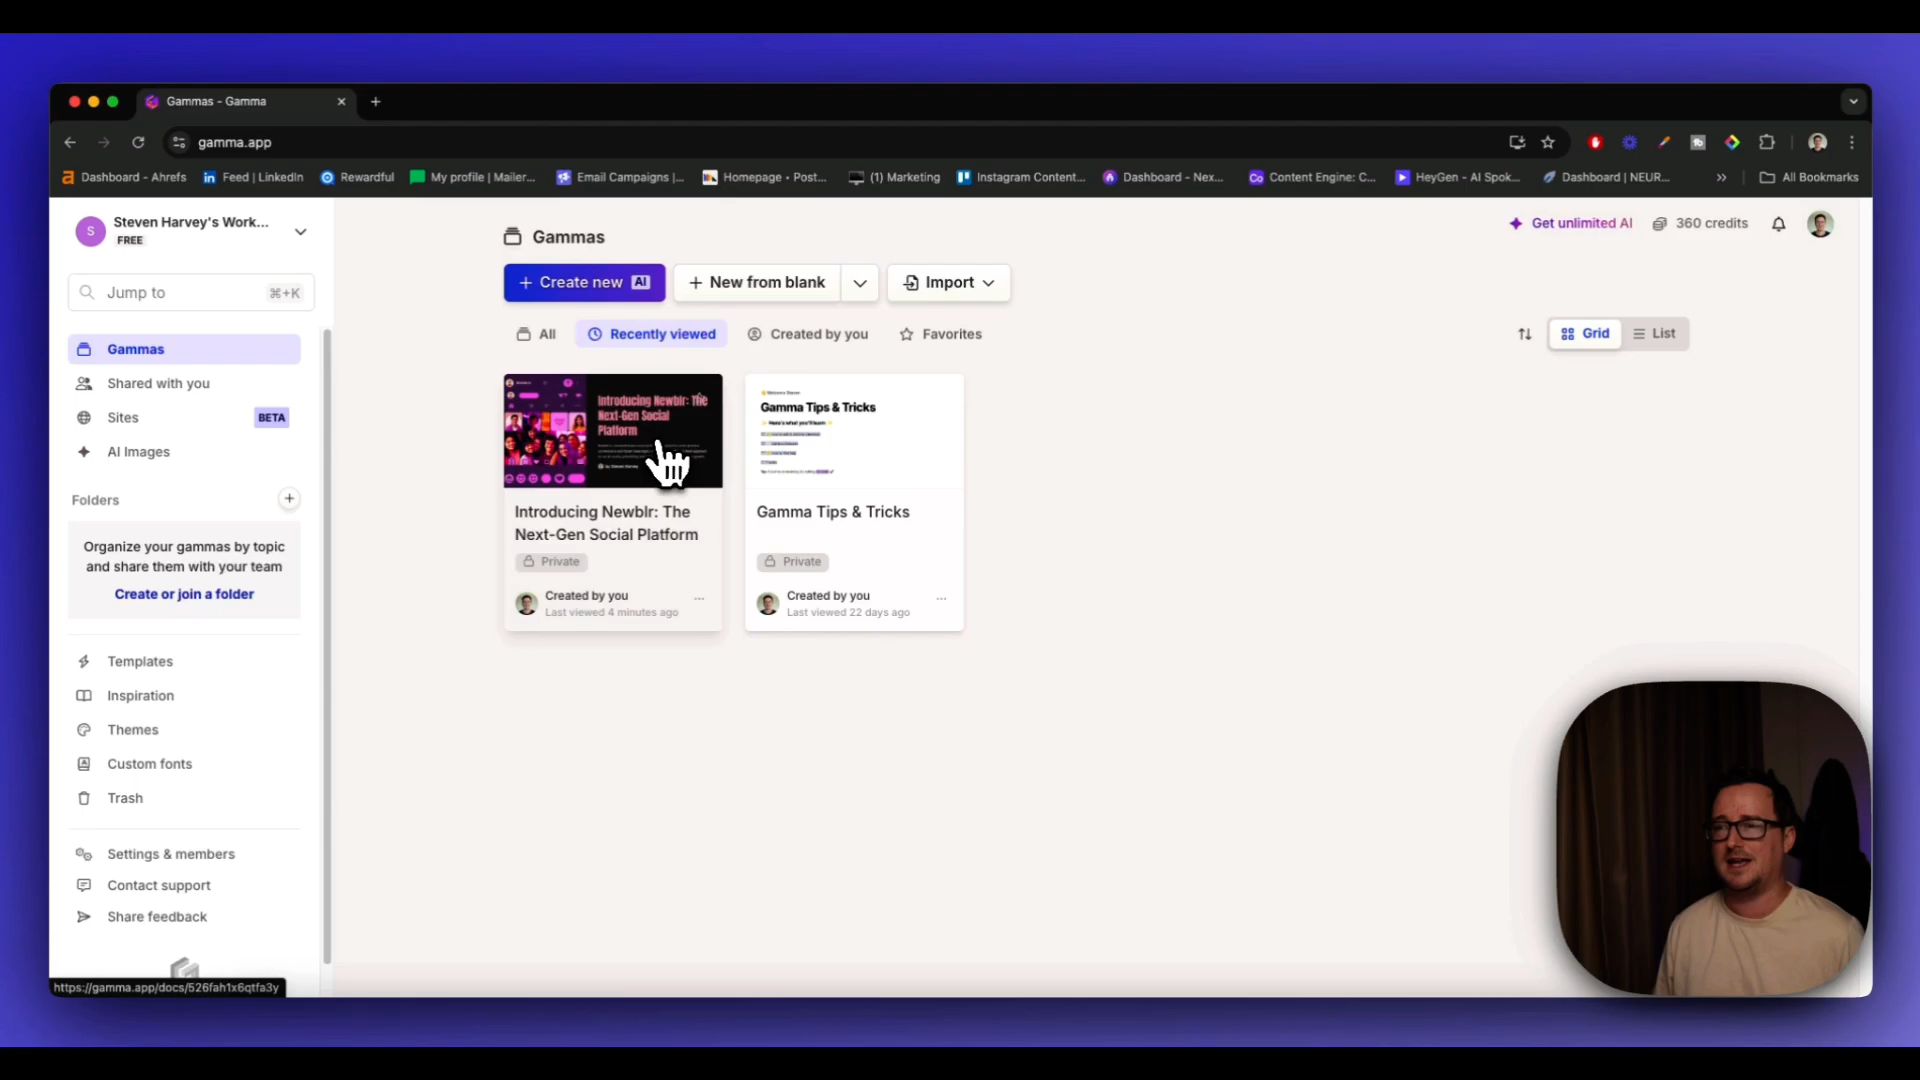 Gammas - Gamma
gamma.app
Dashboard - Ahrefs
Feed | LinkedIn
Rewardful
My profile | Mailer...
Email Campaigns |...
Homepage • Post...
(1) Marketing
Instagram Content...
Dashboard - Nex...
Content Engine: C...
HeyGen - AI Spok...
Dashboard | NEUR...
All Bookmarks
S
Steven Harvey's Work...
FREE
Jump to
⌘+K
Gammas
Shared with you
Sites
BETA
AI Images
Folders
Organize your gammas by topic
and share them with your team
Create or join a folder
Templates
Inspiration
Themes
Custom fonts
Trash
Settings & members
Contact support
Share feedback
https://gamma.app/docs/526fah1x6qtfa3y
Gammas
Get unlimited AI
360 credits
+ Create new AI
+ New from blank
Import
All
Recently viewed
Created by you
Favorites
Grid
List
Introducing Newblr: The
Next-Gen Social
Platform
Introducing Newblr: The
Next-Gen Social Platform
Private
Created by you
Last viewed 4 minutes ago
...
Gamma Tips & Tricks
Gamma Tips & Tricks
Private
Created by you
Last viewed 22 days ago
...